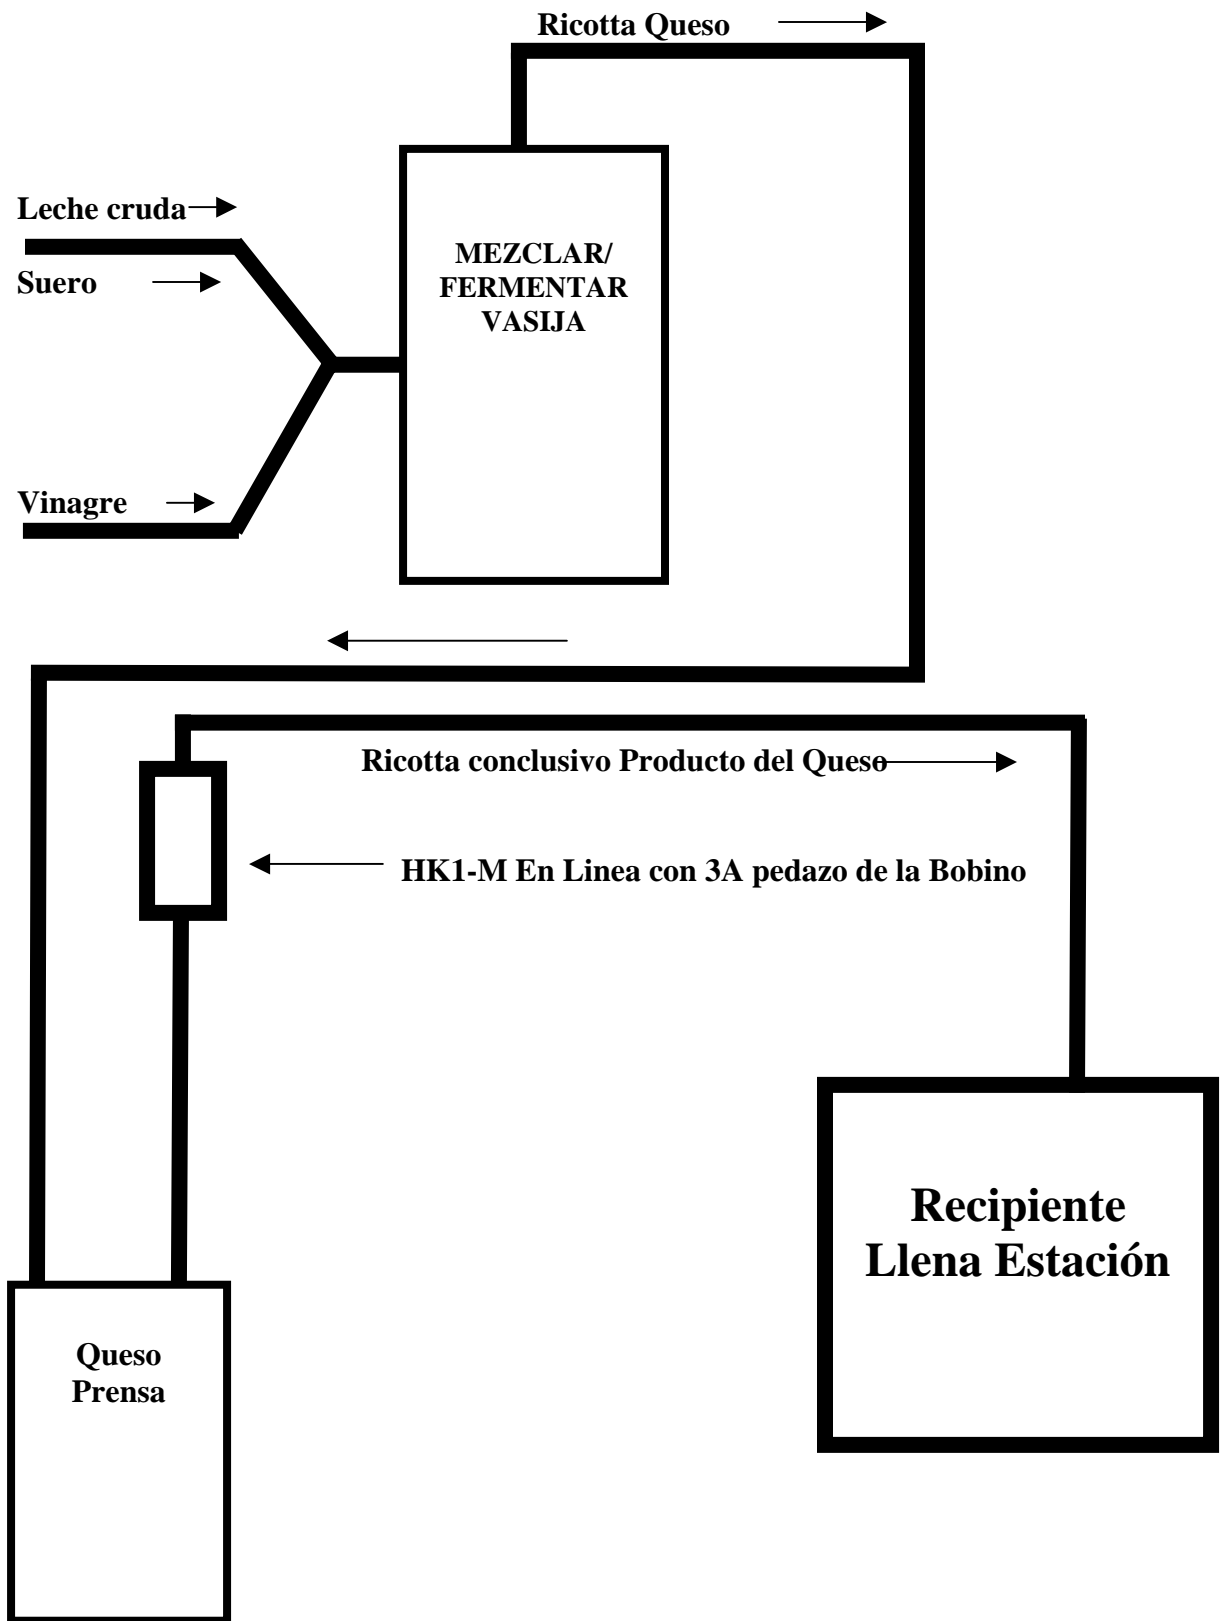 Ricotta Queso
Leche cruda
Suero
MEZCLAR/
FERMENTAR
VASIJA
Vinagre
Ricotta conclusivo Producto del Queso
HK1-M En Linea con 3A pedazo de la Bobino
Recipiente
Llena Estación
Queso
Prensa